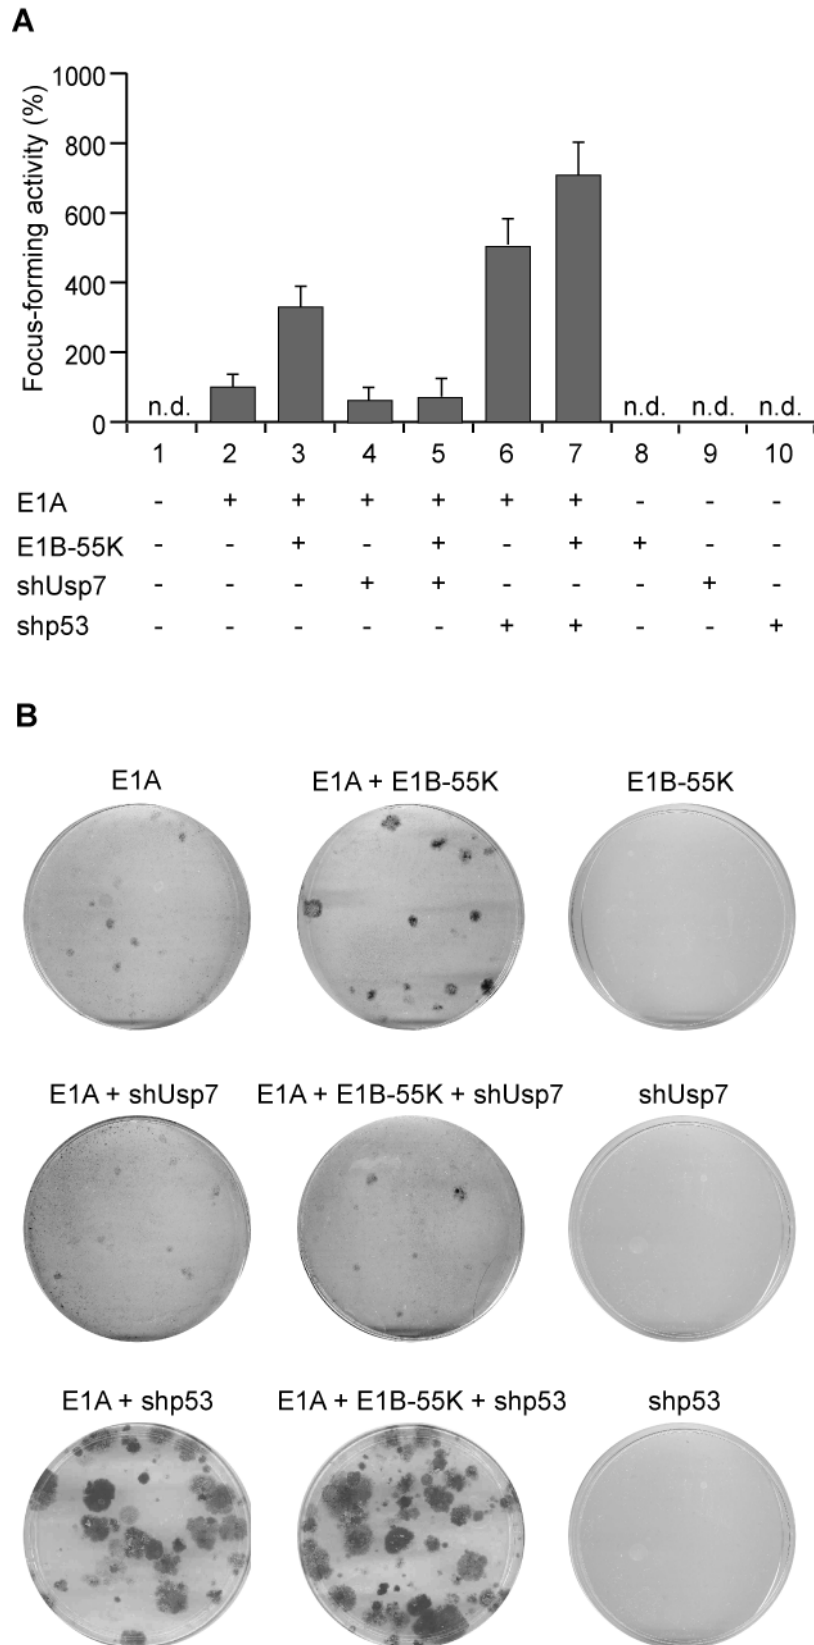 A
Focus-forming activity (%)
1000
800
600
400
200
0
n.d. n.d. n.d. n.d.
1 2 3 4 5 6 7 8 9 10
E1A - + + + + + + - - -
E1B-55K - - + - + - + + - -
shUsp7 - - - + + - - - + -
shp53 - - - - - + + - - +
B
E1A E1A + E1B-55K E1B-55K
E1A + shUsp7 E1A + E1B-55K + shUsp7 shUsp7
E1A + shp53 E1A + E1B-55K + shp53 shp53